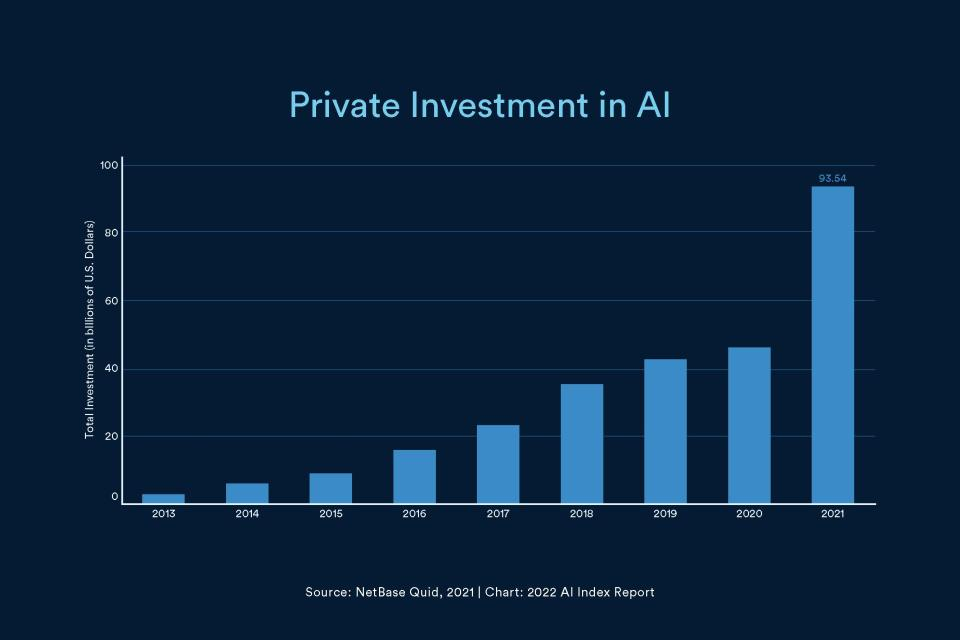 Private Investment in AI
Total Investment (in billions of U.S. Dollars)
100
80
60
40
20
0
93.54
2013 2014 2015 2016 2017 2018 2019 2020 2021
Source: NetBase Quid, 2021 | Chart: 2022 AI Index Report